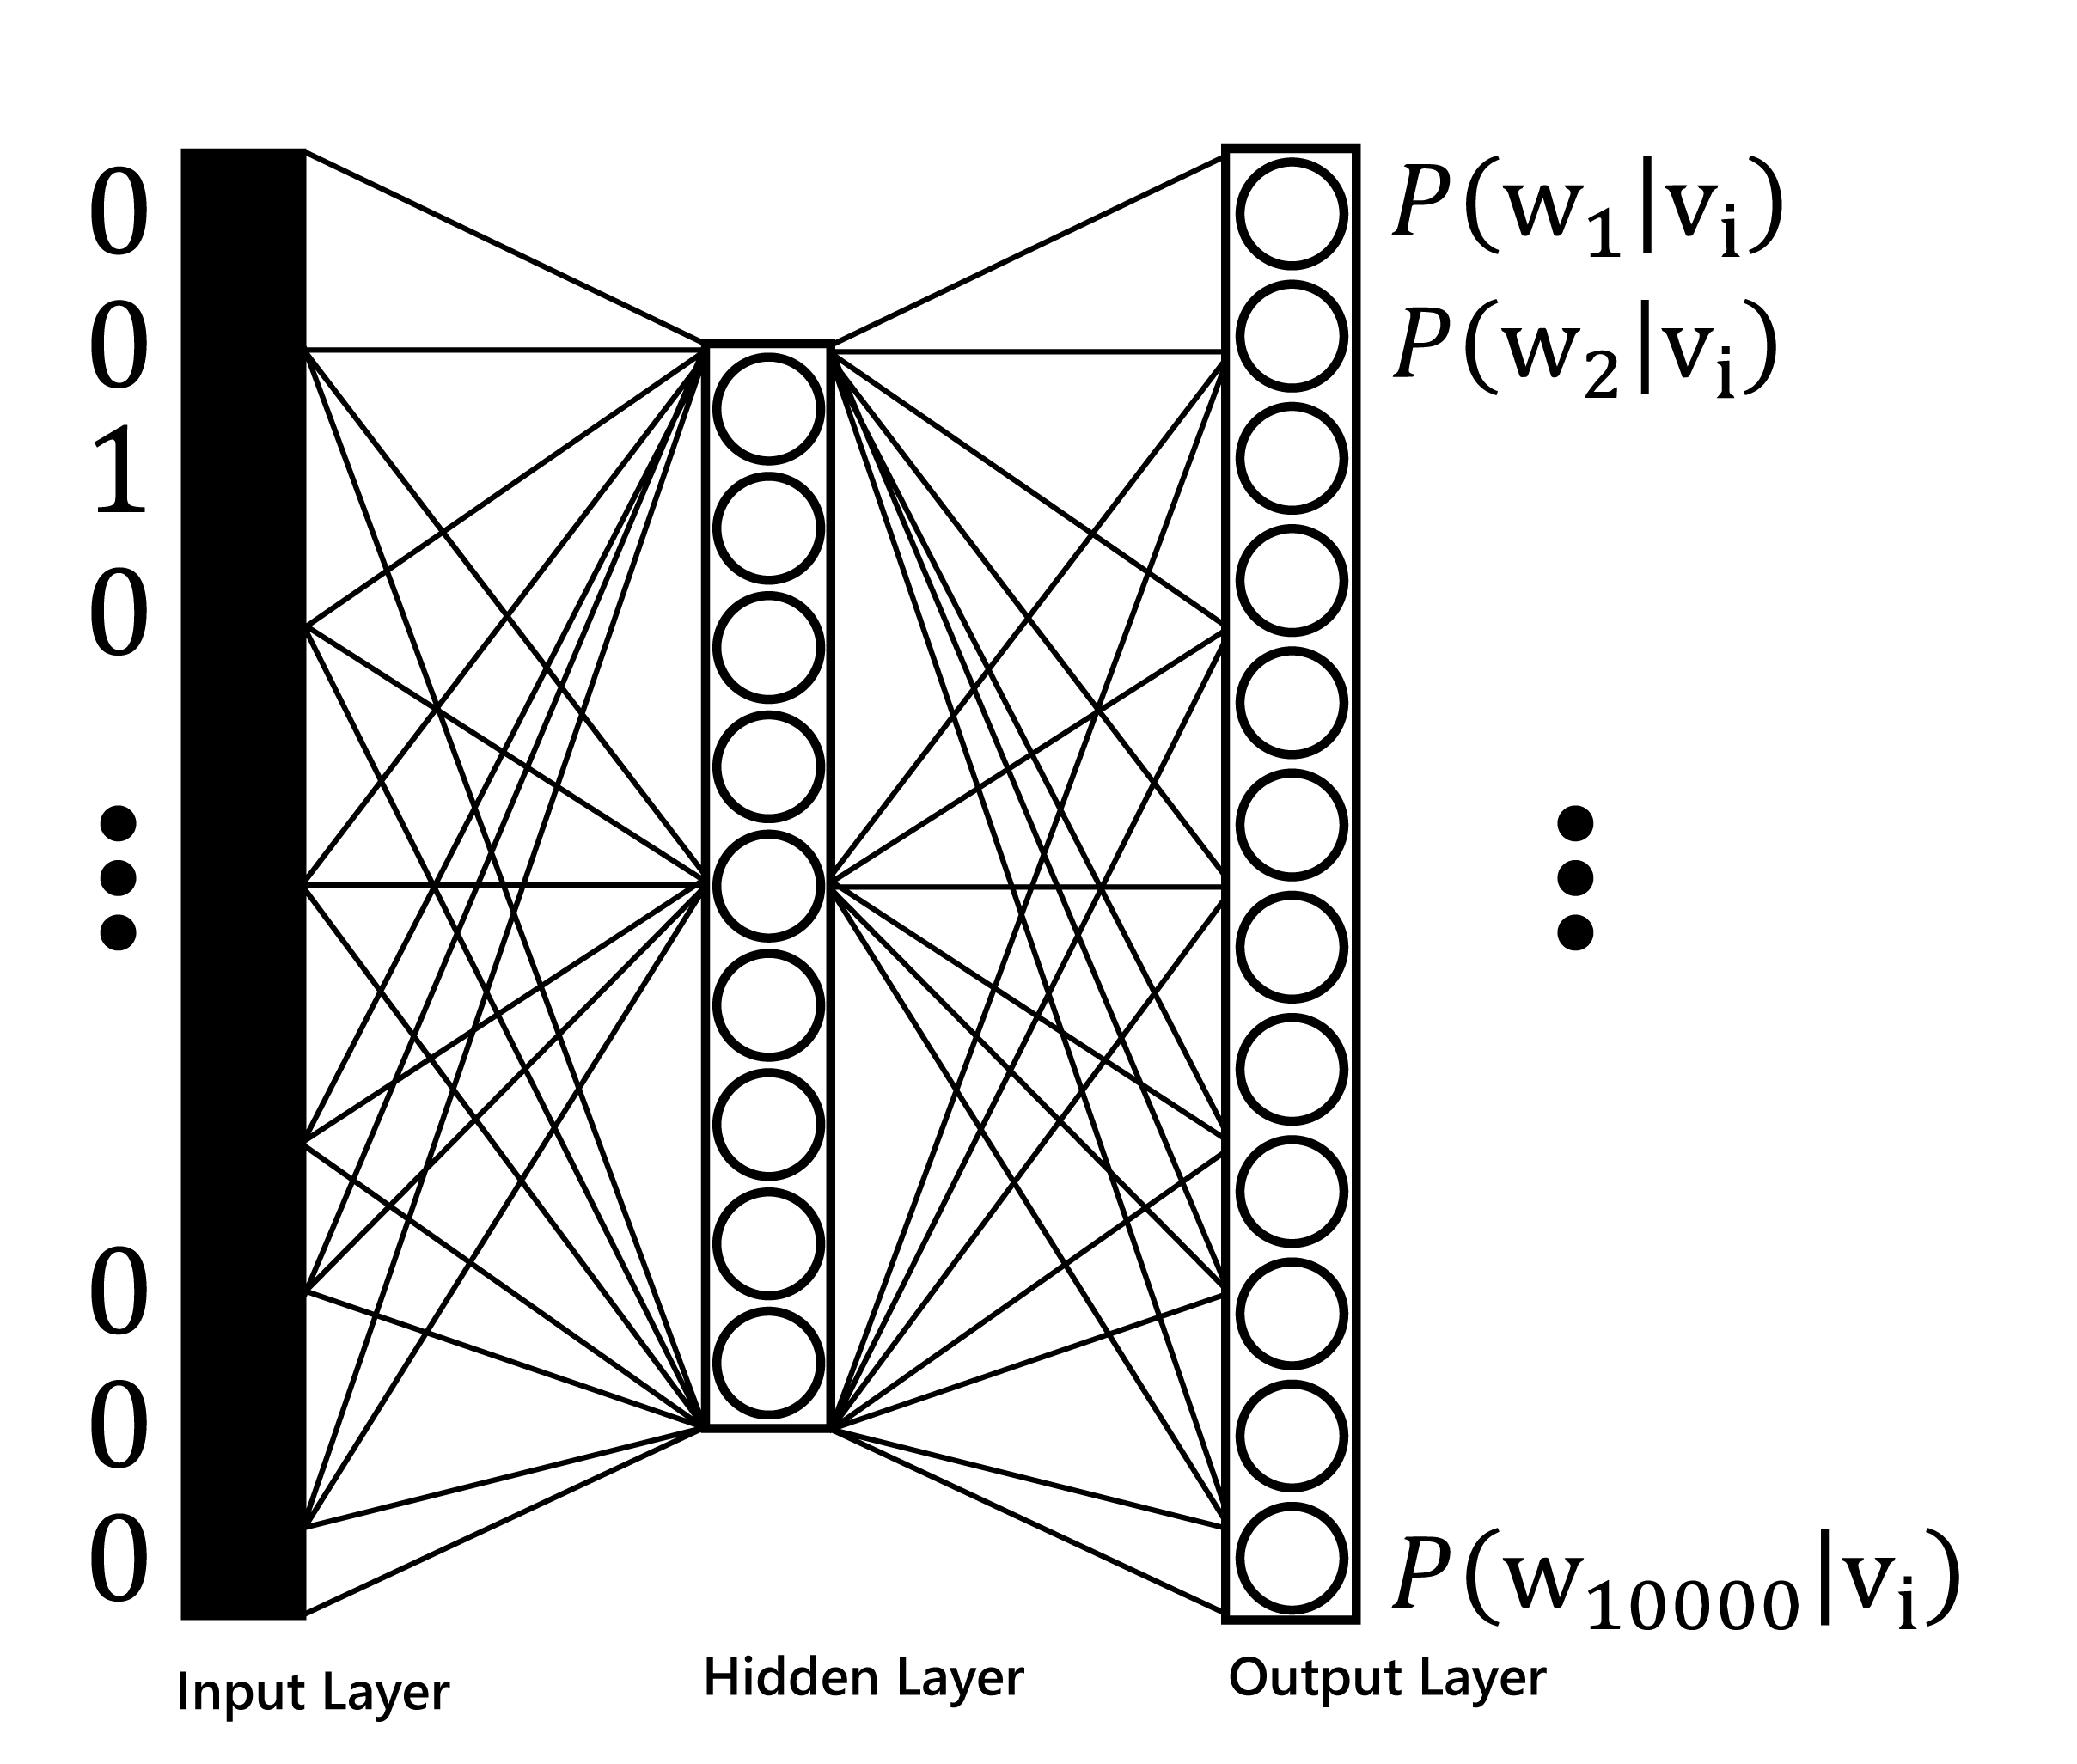 0
0
1
0
0
0
0
P(w₁|vᵢ)
P(w₂|vᵢ)
P(w₁₀₀₀₀|vᵢ)
Input Layer
Hidden Layer
Output Layer